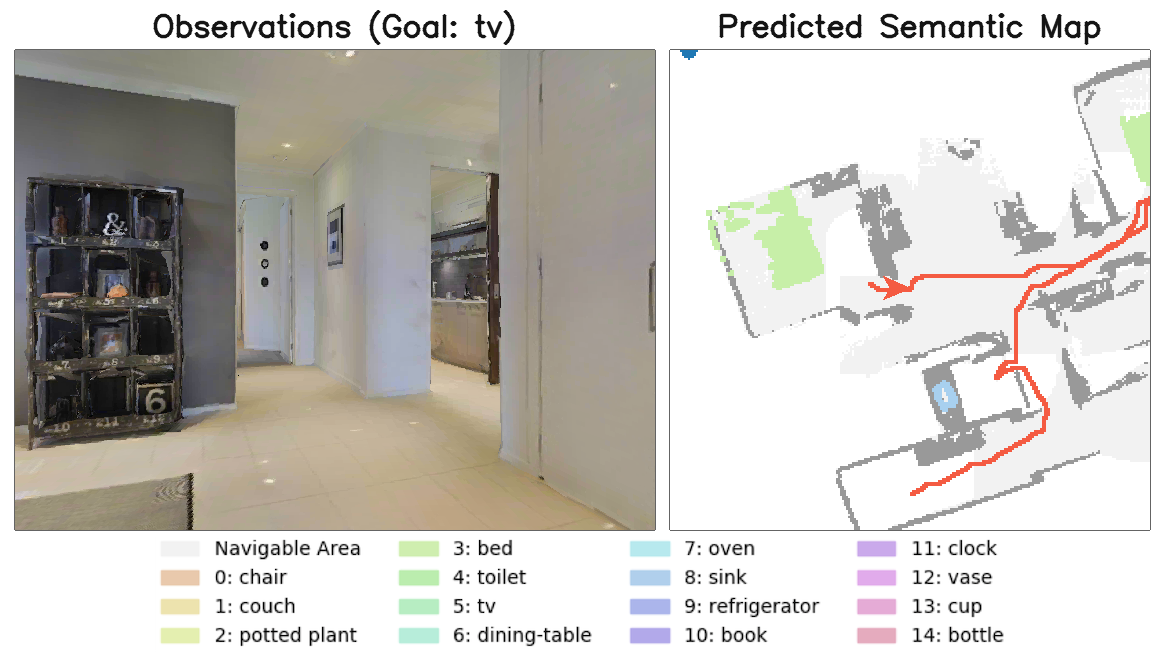 Observations (Goal: tv)
Predicted Semantic Map
&
6
Navigable Area
0: chair
1: couch
2: potted plant
3: bed
4: toilet
5: tv
6: dining-table
7: oven
8: sink
9: refrigerator
10: book
11: clock
12: vase
13: cup
14: bottle